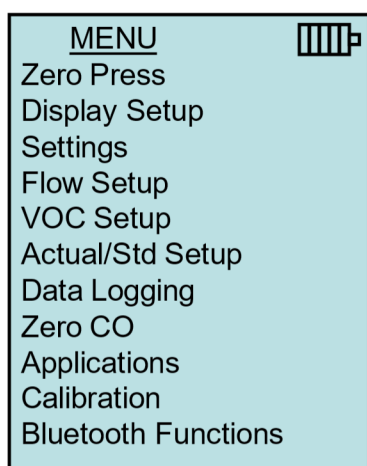 MENU
Zero Press
Display Setup
Settings
Flow Setup
VOC Setup
Actual/Std Setup
Data Logging
Zero CO
Applications
Calibration
Bluetooth Functions